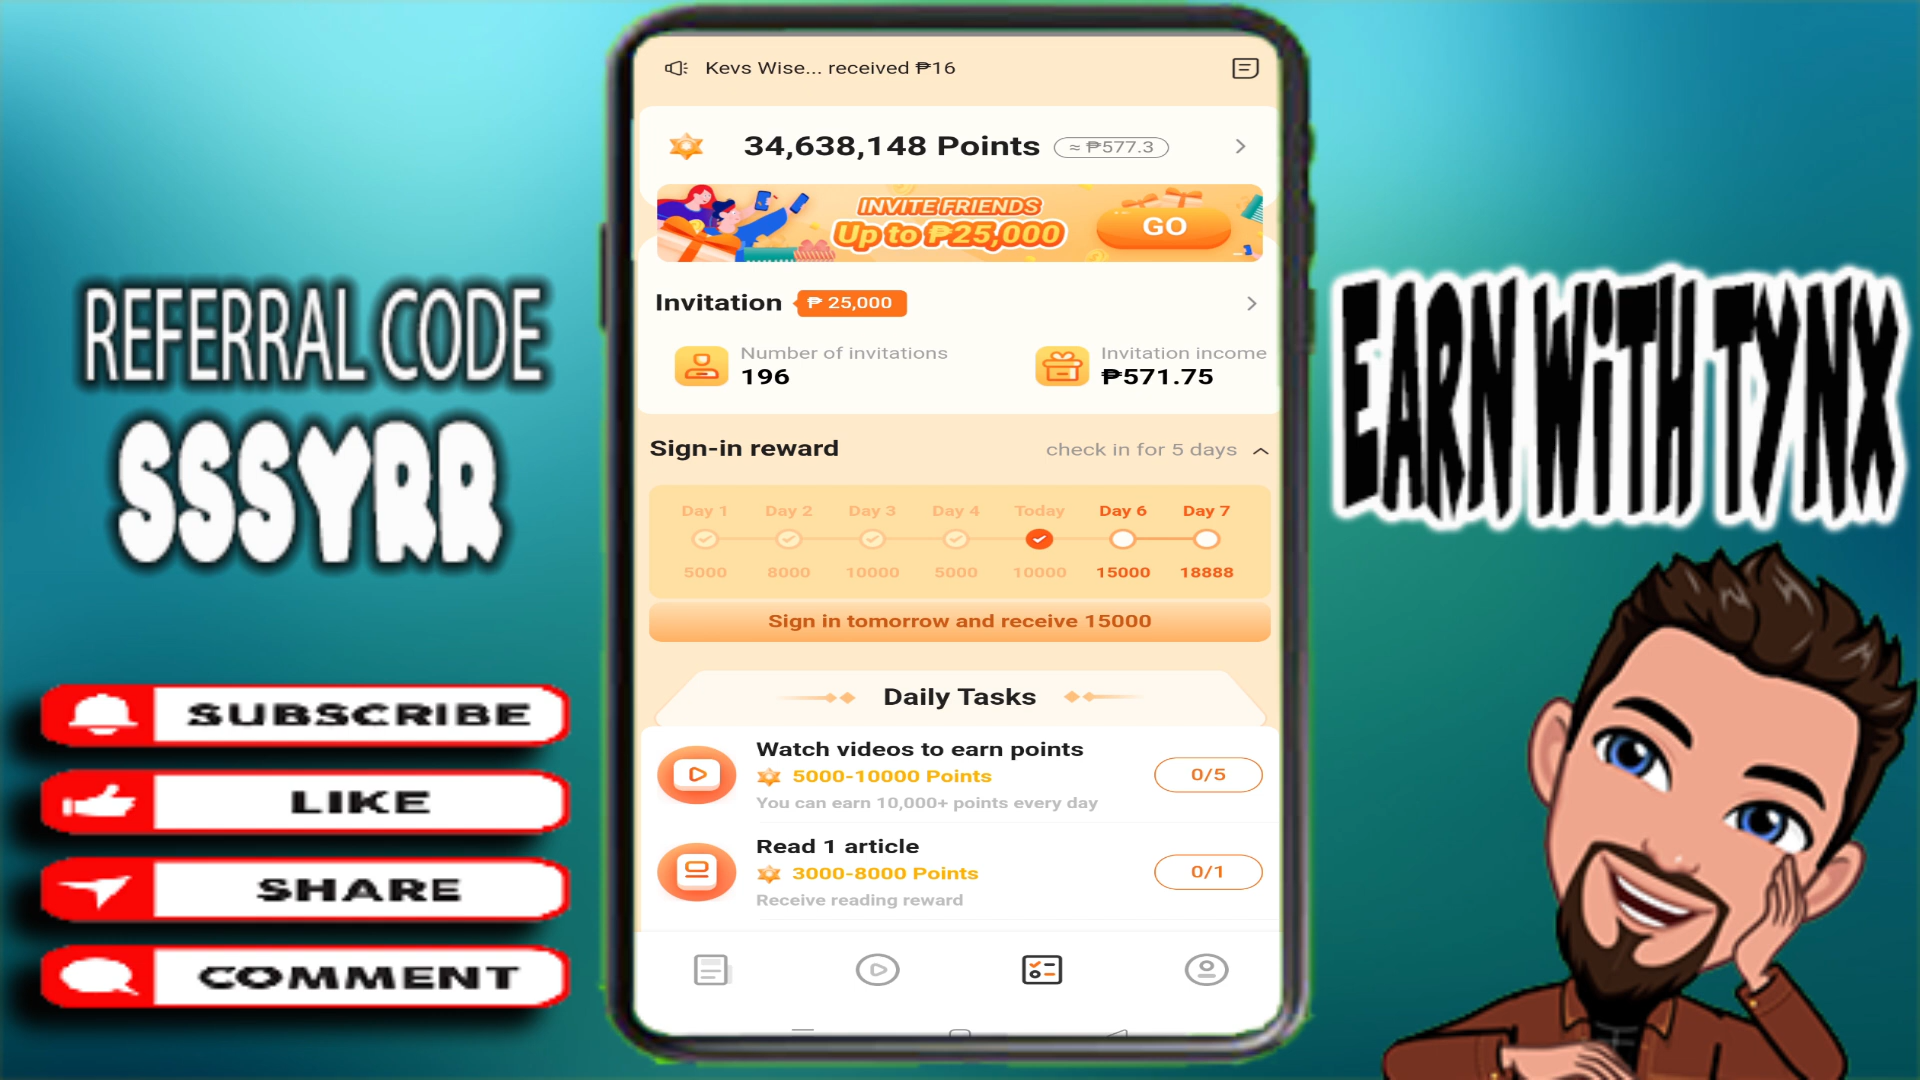 Kevs Wise... received ₱16
34,638,148 Points ≈ ₱577.3
INVITE FRIENDS
Up to ₱25,000
GO
Invitation ₱ 25,000
Number of invitations
196
Invitation income
₱571.75
Sign-in reward check in for 5 days
Day 1 Day 2 Day 3 Day 4 Today Day 6 Day 7
5000 8000 10000 5000 10000 15000 18888
Sign in tomorrow and receive 15000
Daily Tasks
Watch videos to earn points
5000-10000 Points
You can earn 10,000+ points every day
0/5
Read 1 article
3000-8000 Points
Receive reading reward
0/1
REFERRAL CODE
SSSYRR
SUBSCRIBE
LIKE
SHARE
COMMENT
EARN WiTH TYNX